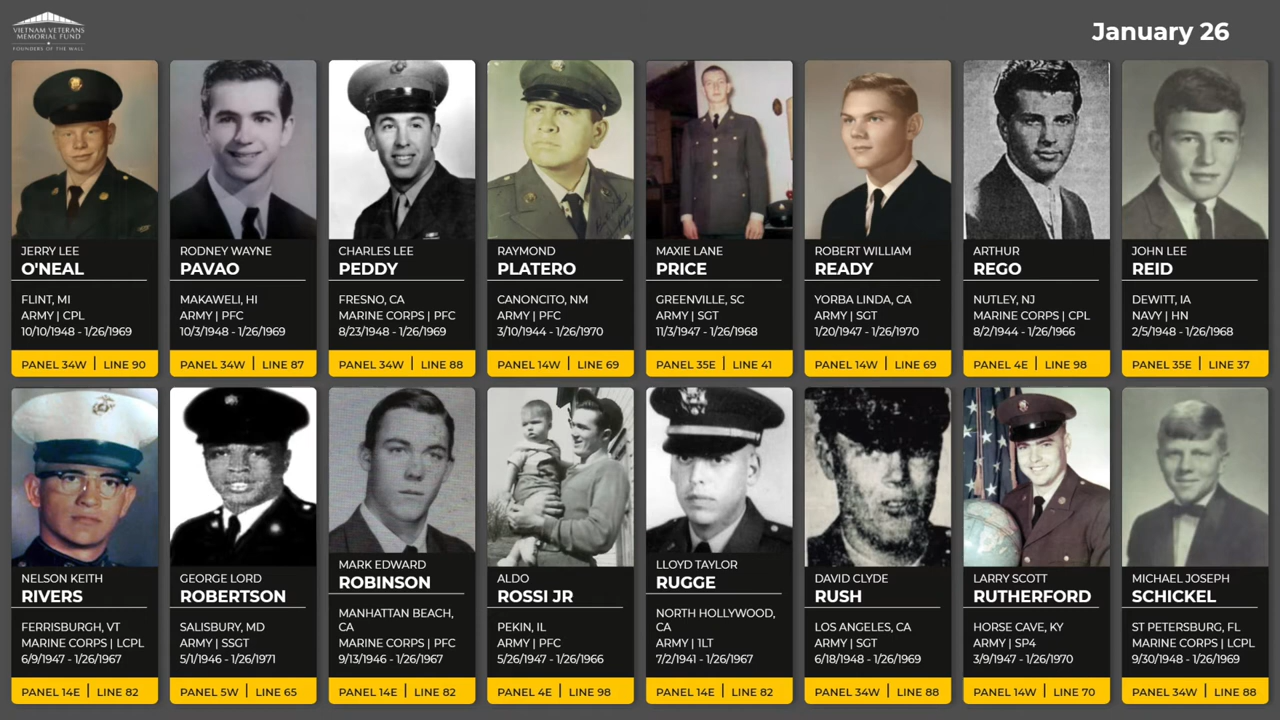 VIETNAM VETERANS
MEMORIAL FUND
FOUNDERS OF THE WALL
January 26
JERRY LEE
O'NEAL
FLINT, MI
ARMY | CPL
10/10/1948 - 1/26/1969
PANEL 34W | LINE 90
RODNEY WAYNE
PAVAO
MAKAWELI, HI
ARMY | PFC
10/3/1948 - 1/26/1969
PANEL 34W | LINE 87
CHARLES LEE
PEDDY
FRESNO, CA
MARINE CORPS | PFC
8/23/1948 - 1/26/1969
PANEL 34W | LINE 88
RAYMOND
PLATERO
CANONCITO, NM
ARMY | PFC
3/10/1944 - 1/26/1970
PANEL 14W | LINE 69
MAXIE LANE
PRICE
GREENVILLE, SC
ARMY | SGT
11/3/1947 - 1/26/1968
PANEL 35E | LINE 41
ROBERT WILLIAM
READY
YORBA LINDA, CA
ARMY | SGT
1/20/1947 - 1/26/1970
PANEL 14W | LINE 69
ARTHUR
REGO
NUTLEY, NJ
MARINE CORPS | CPL
8/2/1944 - 1/26/1966
PANEL 4E | LINE 98
JOHN LEE
REID
DEWITT, IA
NAVY | HN
2/5/1948 - 1/26/1968
PANEL 35E | LINE 37
NELSON KEITH
RIVERS
FERRISBURGH, VT
MARINE CORPS | LCPL
6/9/1947 - 1/26/1967
PANEL 14E | LINE 82
GEORGE LORD
ROBERTSON
SALISBURY, MD
ARMY | SSGT
5/1/1946 - 1/26/1971
PANEL 5W | LINE 65
MARK EDWARD
ROBINSON
MANHATTAN BEACH,
CA
MARINE CORPS | PFC
9/13/1946 - 1/26/1967
PANEL 14E | LINE 82
ALDO
ROSSI JR
PEKIN, IL
ARMY | PFC
5/26/1947 - 1/26/1966
PANEL 4E | LINE 98
LLOYD TAYLOR
RUGGE
NORTH HOLLYWOOD,
CA
ARMY | 1LT
7/2/1941 - 1/26/1967
PANEL 14E | LINE 82
DAVID CLYDE
RUSH
LOS ANGELES, CA
ARMY | SGT
6/18/1948 - 1/26/1969
PANEL 34W | LINE 88
LARRY SCOTT
RUTHERFORD
HORSE CAVE, KY
ARMY | SP4
3/9/1947 - 1/26/1970
PANEL 14W | LINE 70
MICHAEL JOSEPH
SCHICKEL
ST PETERSBURG, FL
MARINE CORPS | LCPL
9/30/1948 - 1/26/1969
PANEL 34W | LINE 88